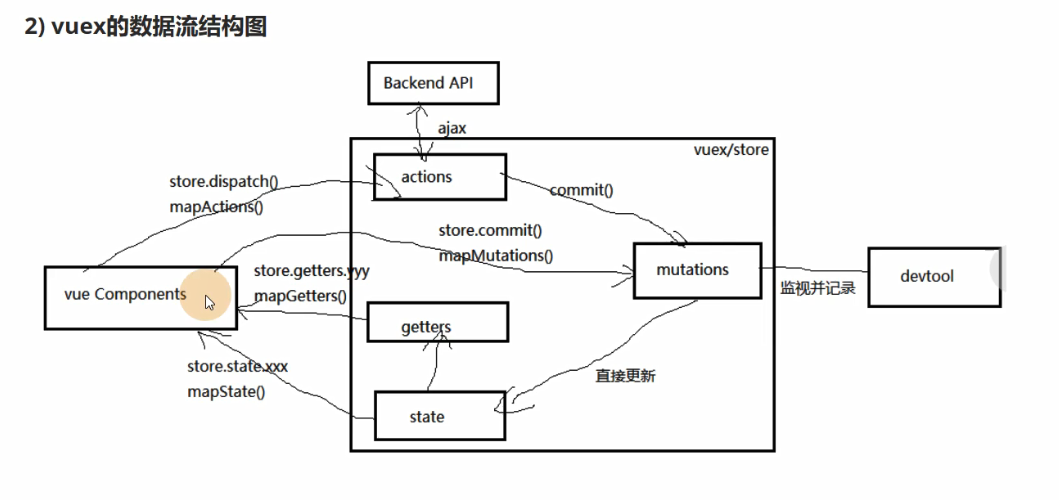 2) vuex的数据流结构图
Backend API
ajax
vuex/store
actions
store.dispatch()
mapActions()
commit()
store.commit()
mapMutations()
store.getters.yyy
mapGetters()
vue Components
mutations
监视并记录
devtool
getters
store.state.xxx
mapState()
直接更新
state